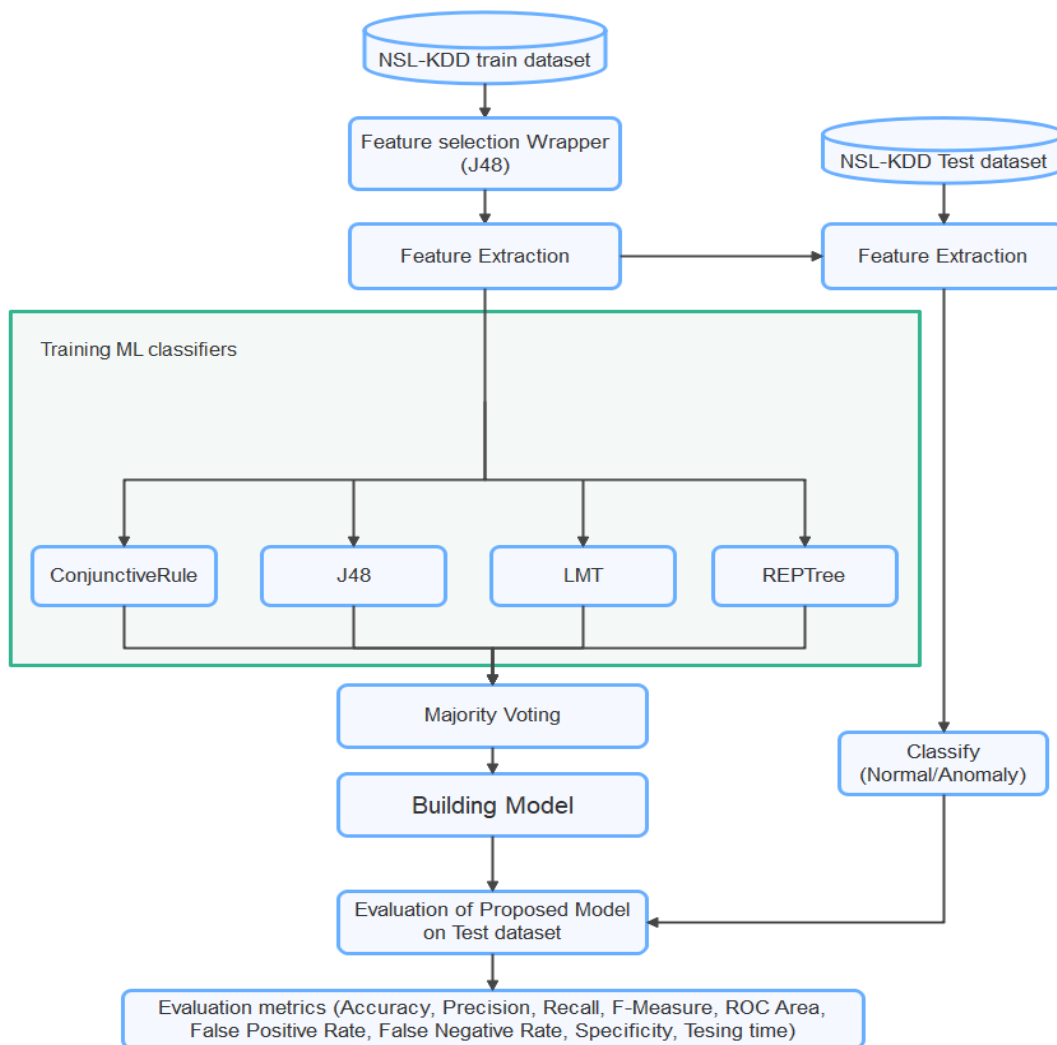 NSL-KDD train dataset
Feature selection Wrapper
(J48)
NSL-KDD Test dataset
Feature Extraction
Feature Extraction
Training ML classifiers
ConjunctiveRule
J48
LMT
REPTree
Majority Voting
Classify
(Normal/Anomaly)
Building Model
Evaluation of Proposed Model
on Test dataset
Evaluation metrics (Accuracy, Precision, Recall, F-Measure, ROC Area,
False Positive Rate, False Negative Rate, Specificity, Tesing time)